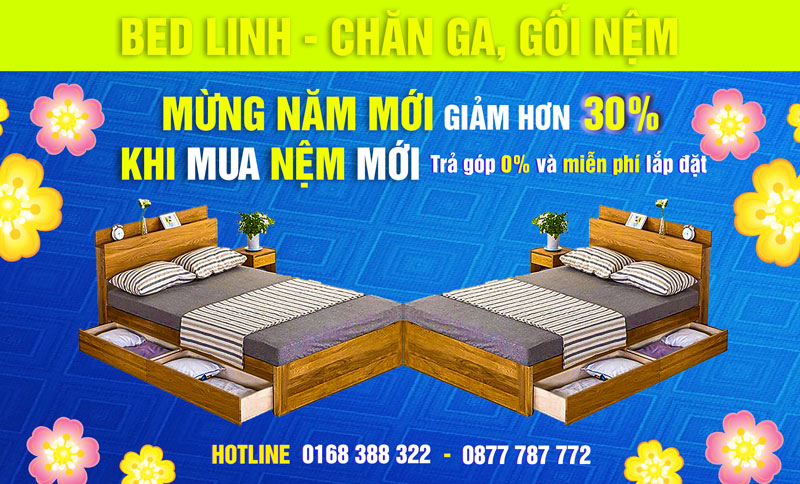 BED LINH - CHĂN GA, GỐI NỆM
MỪNG NĂM MỚI GIẢM HƠN 30%
KHI MUA NỆM MỚI Trả góp 0% và miễn phí lắp đặt
HOTLINE 0168 388 322 - 0877 787 772